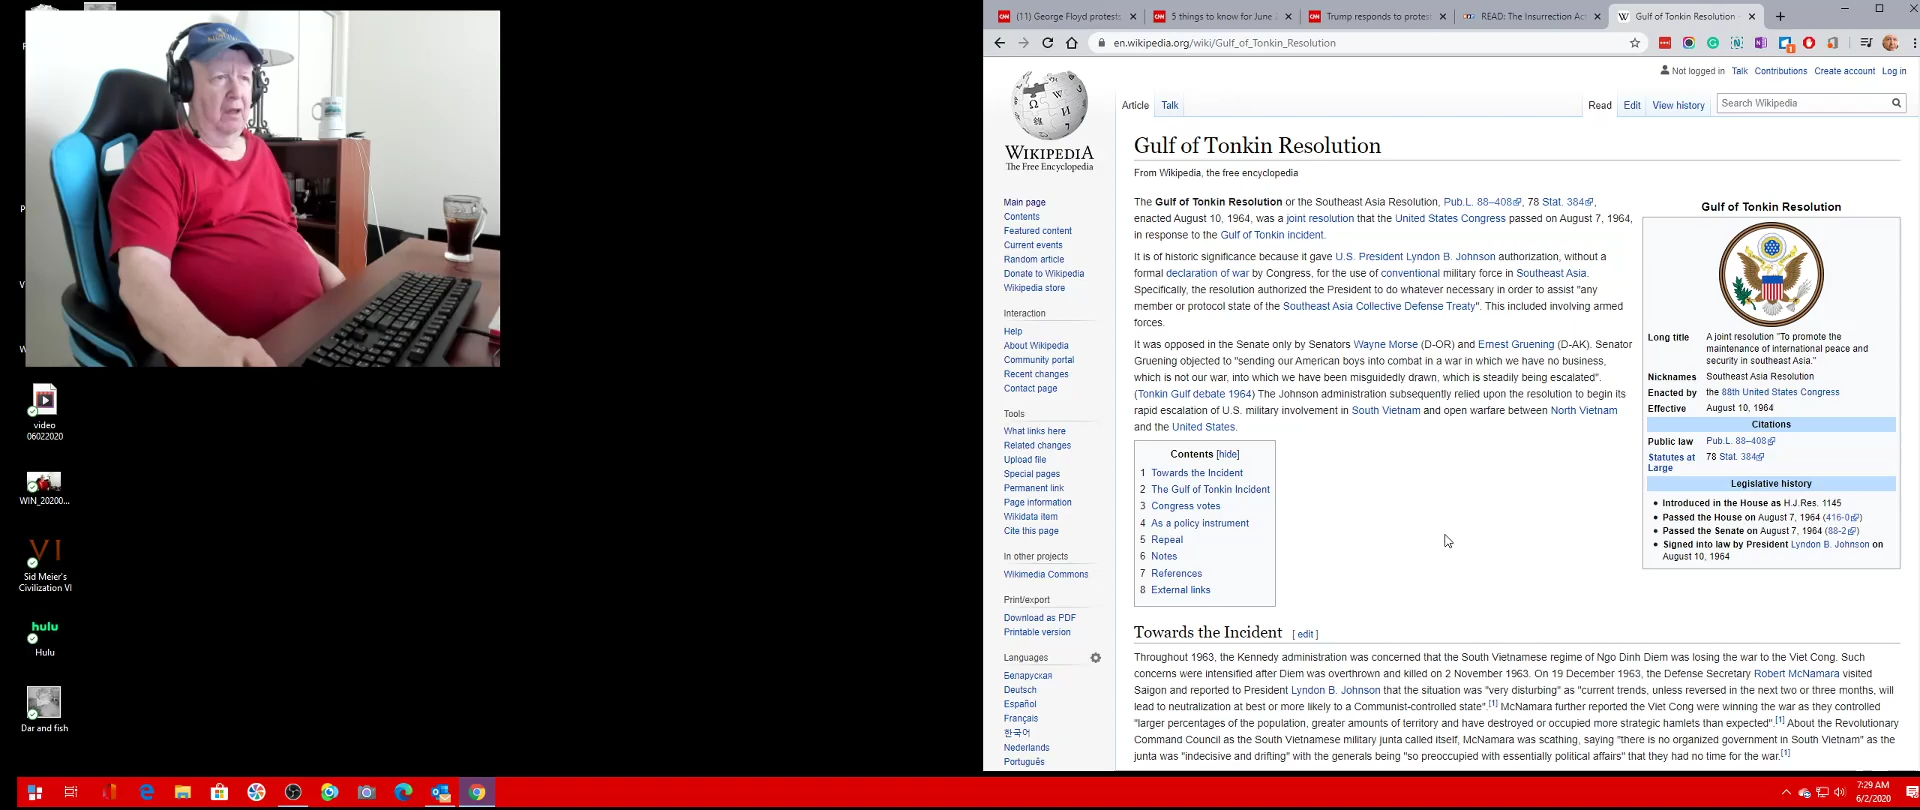 (11) George Floyd protests
5 things to know for June 2
Trump responds to protest
READ: The Insurrection Act
Gulf of Tonkin Resolution -
en.wikipedia.org/wiki/Gulf_of_Tonkin_Resolution
Not logged in Talk Contributions Create account Log in
Article Talk
Read Edit View history
Search Wikipedia
WIKIPEDIA
The Free Encyclopedia
Main page
Contents
Featured content
Current events
Random article
Donate to Wikipedia
Wikipedia store
Interaction
Help
About Wikipedia
Community portal
Recent changes
Contact page
Tools
What links here
Related changes
Upload file
Special pages
Permanent link
Page information
Wikidata item
Cite this page
In other projects
Wikimedia Commons
Print/export
Download as PDF
Printable version
Languages
Беларуская
Deutsch
Español
Français
한국어
Nederlands
Português
Gulf of Tonkin Resolution
From Wikipedia, the free encyclopedia
The Gulf of Tonkin Resolution or the Southeast Asia Resolution, Pub.L. 88–408, 78 Stat. 384,
enacted August 10, 1964, was a joint resolution that the United States Congress passed on August 7, 1964,
in response to the Gulf of Tonkin incident.
It is of historic significance because it gave U.S. President Lyndon B. Johnson authorization, without a
formal declaration of war by Congress, for the use of conventional military force in Southeast Asia.
Specifically, the resolution authorized the President to do whatever necessary in order to assist "any
member or protocol state of the Southeast Asia Collective Defense Treaty". This included involving armed
forces.
It was opposed in the Senate only by Senators Wayne Morse (D-OR) and Ernest Gruening (D-AK). Senator
Gruening objected to "sending our American boys into combat in a war in which we have no business,
which is not our war, into which we have been misguidedly drawn, which is steadily being escalated".
(Tonkin Gulf debate 1964) The Johnson administration subsequently relied upon the resolution to begin its
rapid escalation of U.S. military involvement in South Vietnam and open warfare between North Vietnam
and the United States.
Contents [hide]
1 Towards the Incident
2 The Gulf of Tonkin Incident
3 Congress votes
4 As a policy instrument
5 Repeal
6 Notes
7 References
8 External links
Gulf of Tonkin Resolution
Long title A joint resolution "To promote the
maintenance of international peace and
security in southeast Asia."
Nicknames Southeast Asia Resolution
Enacted by the 88th United States Congress
Effective August 10, 1964
Citations
Public law Pub.L. 88–408
Statutes at 78 Stat. 384
Large
Legislative history
• Introduced in the House as H.J.Res. 1145
• Passed the House on August 7, 1964 (416-0)
• Passed the Senate on August 7, 1964 (88-2)
• Signed into law by President Lyndon B. Johnson on
August 10, 1964
Towards the Incident [ edit ]
Throughout 1963, the Kennedy administration was concerned that the South Vietnamese regime of Ngo Dinh Diem was losing the war to the Viet Cong. Such
concerns were intensified after Diem was overthrown and killed on 2 November 1963. On 19 December 1963, the Defense Secretary Robert McNamara visited
Saigon and reported to President Lyndon B. Johnson that the situation was "very disturbing" as "current trends, unless reversed in the next two or three months, will
lead to neutralization at best or more likely to a Communist-controlled state".[1] McNamara further reported the Viet Cong were winning the war as they controlled
"larger percentages of the population, greater amounts of territory and have destroyed or occupied more strategic hamlets than expected".[1] About the Revolutionary
Command Council as the South Vietnamese military junta called itself, McNamara was scathing, saying "there is no organized government in South Vietnam" as the
junta was "indecisive and drifting" with the generals being "so preoccupied with essentially political affairs" that they had no time for the war.[1]
video
06022020
WIN_20200...
VI
Sid Meier's
Civilization VI
hulu
Hulu
Dar and fish
7:29 AM
6/2/2020